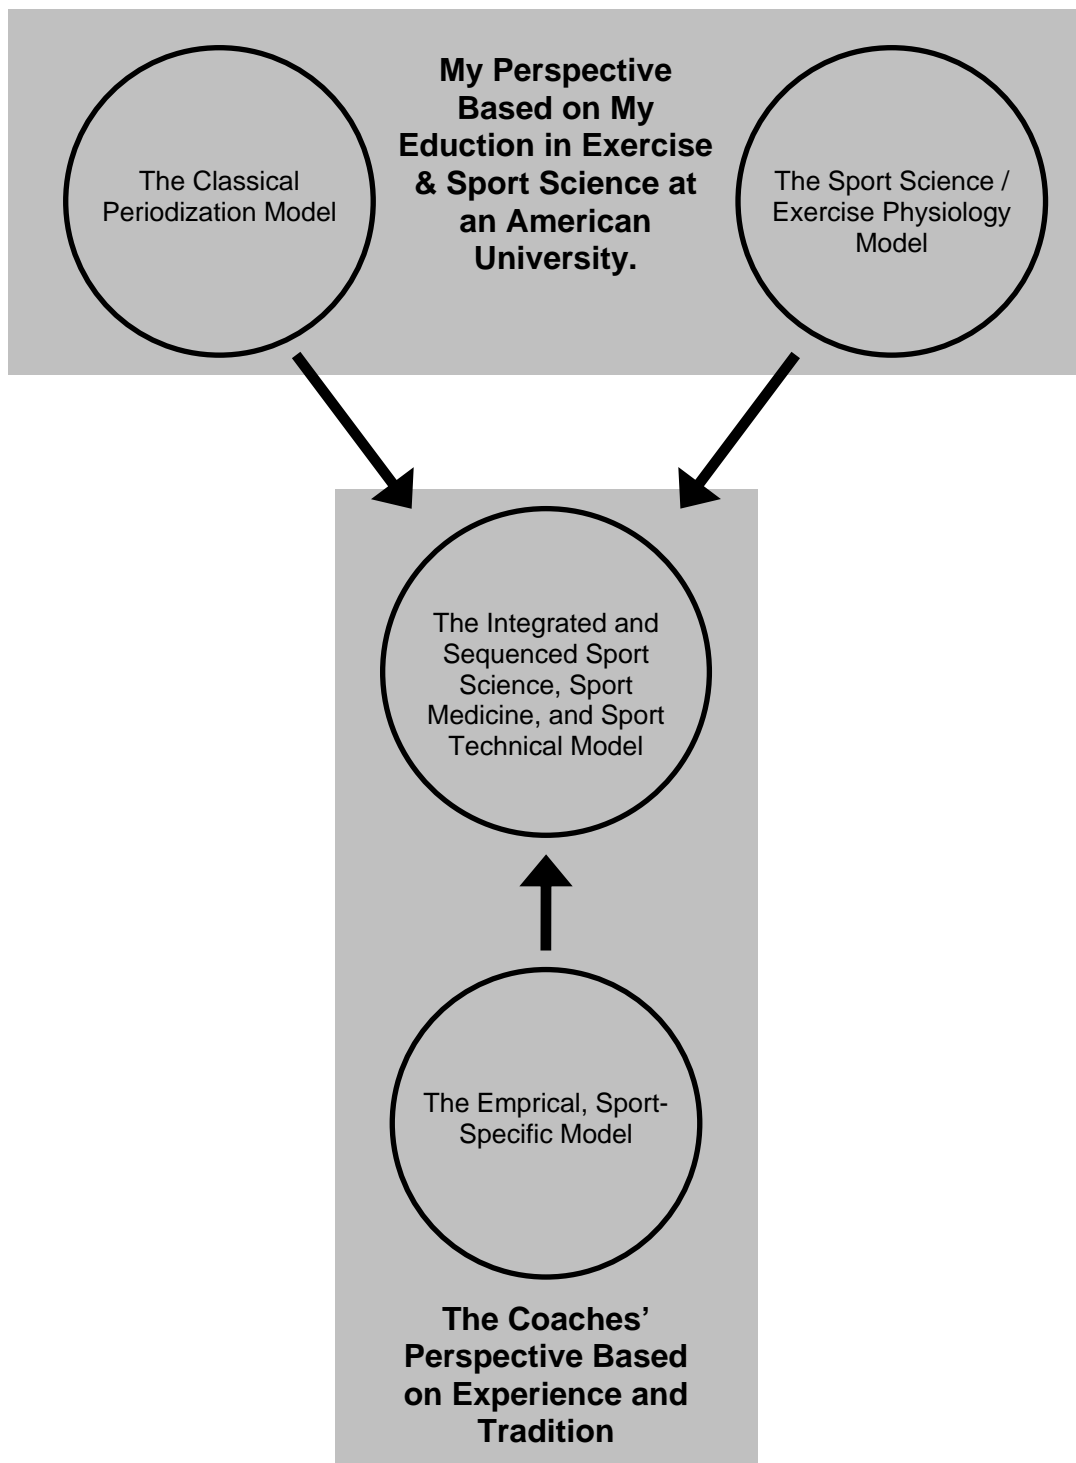 My Perspective
Based on My
Eduction in Exercise
& Sport Science at
an American
University.
The Classical
Periodization Model
The Sport Science /
Exercise Physiology
Model
The Integrated and
Sequenced Sport
Science, Sport
Medicine, and Sport
Technical Model
The Emprical, Sport-
Specific Model
The Coaches’
Perspective Based
on Experience and
Tradition